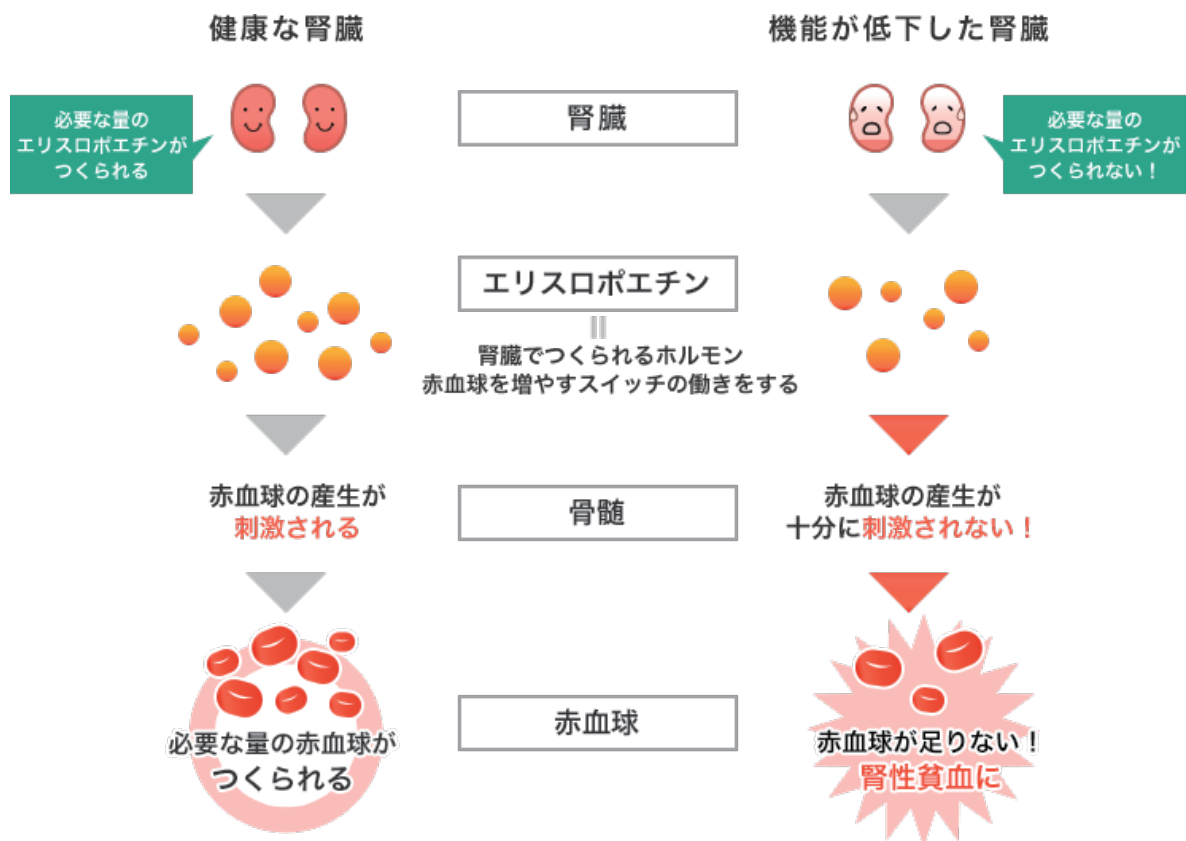 健康な腎臓
機能が低下した腎臓
必要な量の
エリスロポエチンが
つくられる
腎臓
必要な量の
エリスロポエチンが
つくられない！
エリスロポエチン
腎臓でつくられるホルモン
赤血球を増やすスイッチの働きをする
赤血球の産生が
刺激される
骨髄
赤血球の産生が
十分に刺激されない！
必要な量の赤血球が
つくられる
赤血球
赤血球が足りない！
腎性貧血に